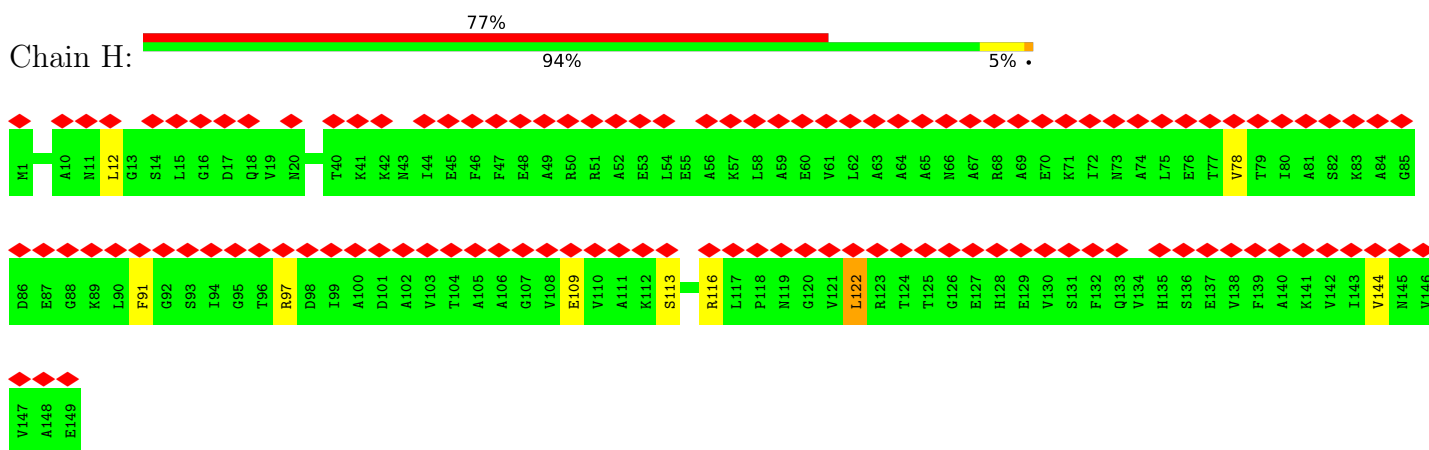 77%
Chain H:
94% 5% •
M1 A10 N11 L12 G13 S14 L15 G16 D17 Q18 V19 N20 T40 K41 K42 N43 I44 E45 F46 F47 E48 A49 R50 R51 A52 E53 L54 E55 A56 K57 L58 A59 E60 V61 L62 A63 A64 A65 N66 A67 R68 A69 E70 K71 I72 N73 A74 L75 E76 T77 V78 T79 I80 A81 S82 K83 A84 G85
D86 E87 G88 K89 L90 F91 G92 S93 I94 G95 T96 R97 D98 I99 A100 D101 A102 V103 T104 A105 A106 G107 V108 E109 V110 A111 K112 S113 R116 L117 P118 N119 G120 V121 L122 R123 T124 T125 G126 E127 H128 E129 V130 S131 F132 Q133 V134 H135 S136 E137 V138 F139 A140 K141 V142 I143 V144 N145 V146
V147 A148 E149